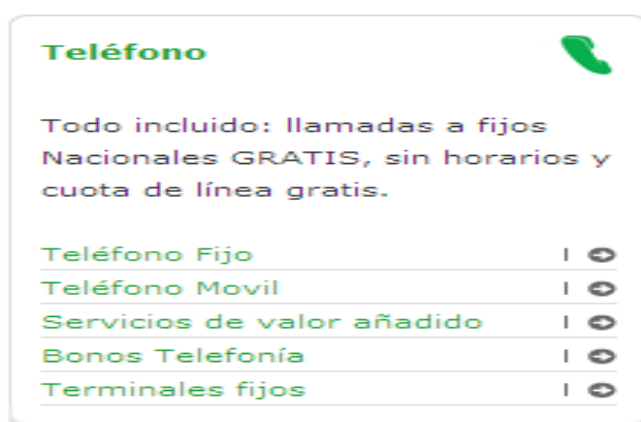 Teléfono
Todo incluido: llamadas a fijos
Nacionales GRATIS, sin horarios y
cuota de línea gratis.
Teléfono Fijo
Teléfono Movil
Servicios de valor añadido
Bonos Telefonía
Terminales fijos